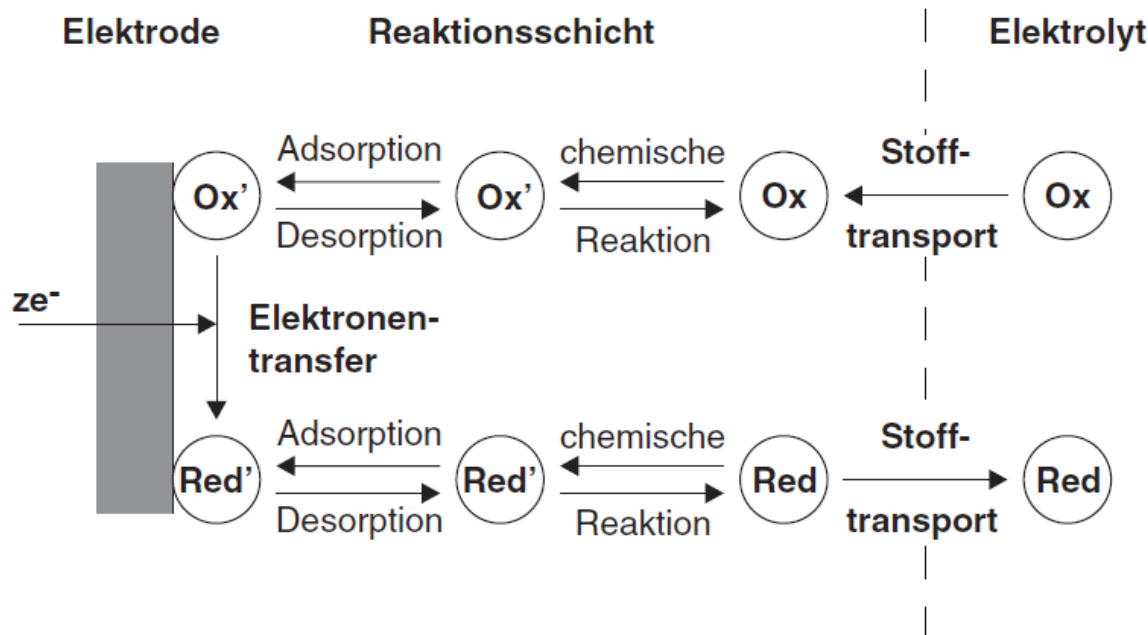 Elektrode Reaktionsschicht Elektrolyt
Adsorption chemische Stoff-
Ox’ Ox’ Ox Ox
Desorption Reaktion transport
ze-
Elektronen-
transfer
Adsorption chemische Stoff-
Red’ Red’ Red Red
Desorption Reaktion transport